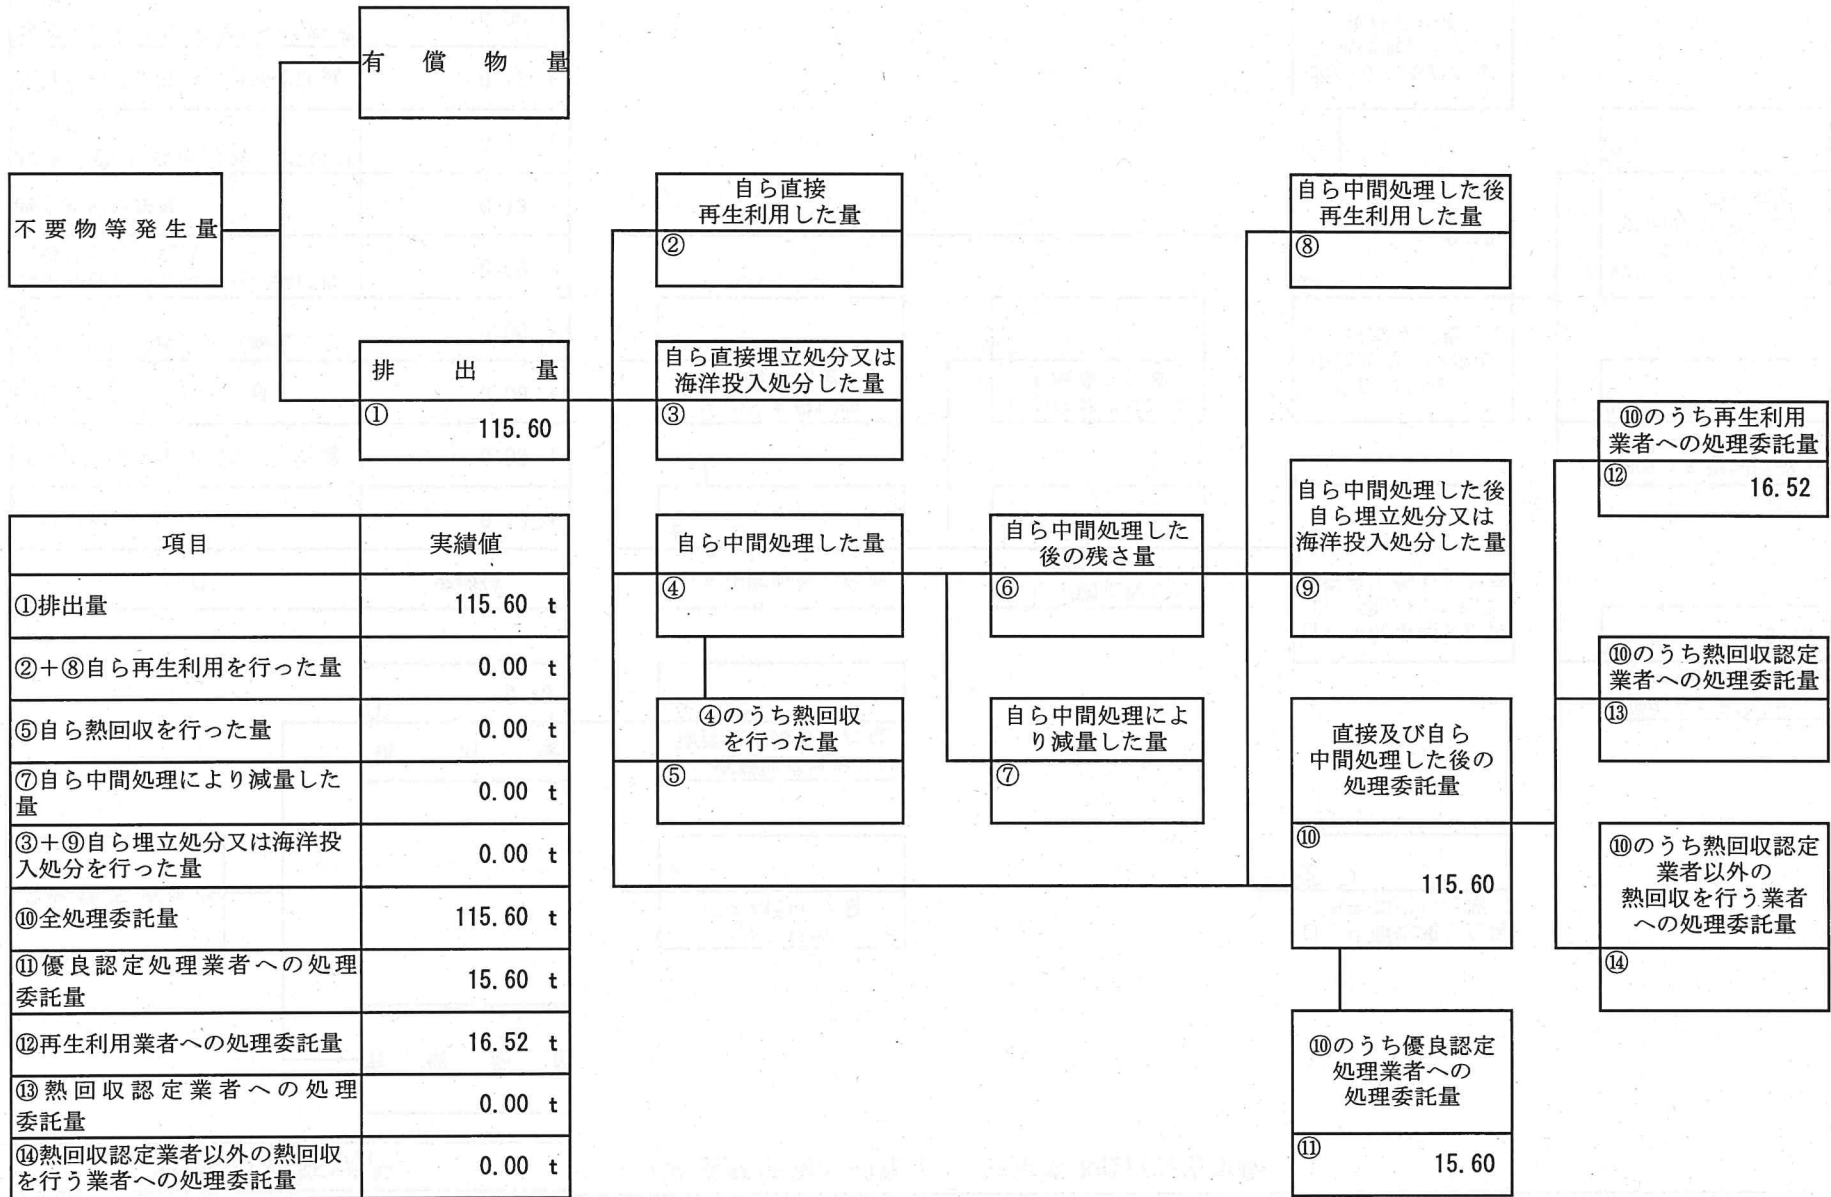 有償物量
不要物等発生量
排出量
①
115.60
自ら直接
再生利用した量
②
自ら直接埋立処分又は
海洋投入処分した量
③
自ら中間処理した量
④
④のうち熱回収
を行った量
⑤
自ら中間処理した
後の残さ量
⑥
自ら中間処理によ
り減量した量
⑦
自ら中間処理した後
再生利用した量
⑧
自ら中間処理した後
自ら埋立処分又は
海洋投入処分した量
⑨
直接及び自ら
中間処理した後の
処理委託量
⑩
115.60
⑩のうち優良認定
処理業者への
処理委託量
⑪
15.60
⑩のうち再生利用
業者への処理委託量
⑫
16.52
⑩のうち熱回収認定
業者への処理委託量
⑬
⑩のうち熱回収認定
業者以外の
熱回収を行う業者
への処理委託量
⑭
項目 実績値
①排出量 115.60 t
②＋⑧自ら再生利用を行った量 0.00 t
⑤自ら熱回収を行った量 0.00 t
⑦自ら中間処理により減量した
量 0.00 t
③＋⑨自ら埋立処分又は海洋投
入処分を行った量 0.00 t
⑩全処理委託量 115.60 t
⑪優良認定処理業者への処理
委託量 15.60 t
⑫再生利用業者への処理委託量 16.52 t
⑬熱回収認定業者への処理
委託量 0.00 t
⑭熱回収認定業者以外の熱回収
を行う業者への処理委託量 0.00 t